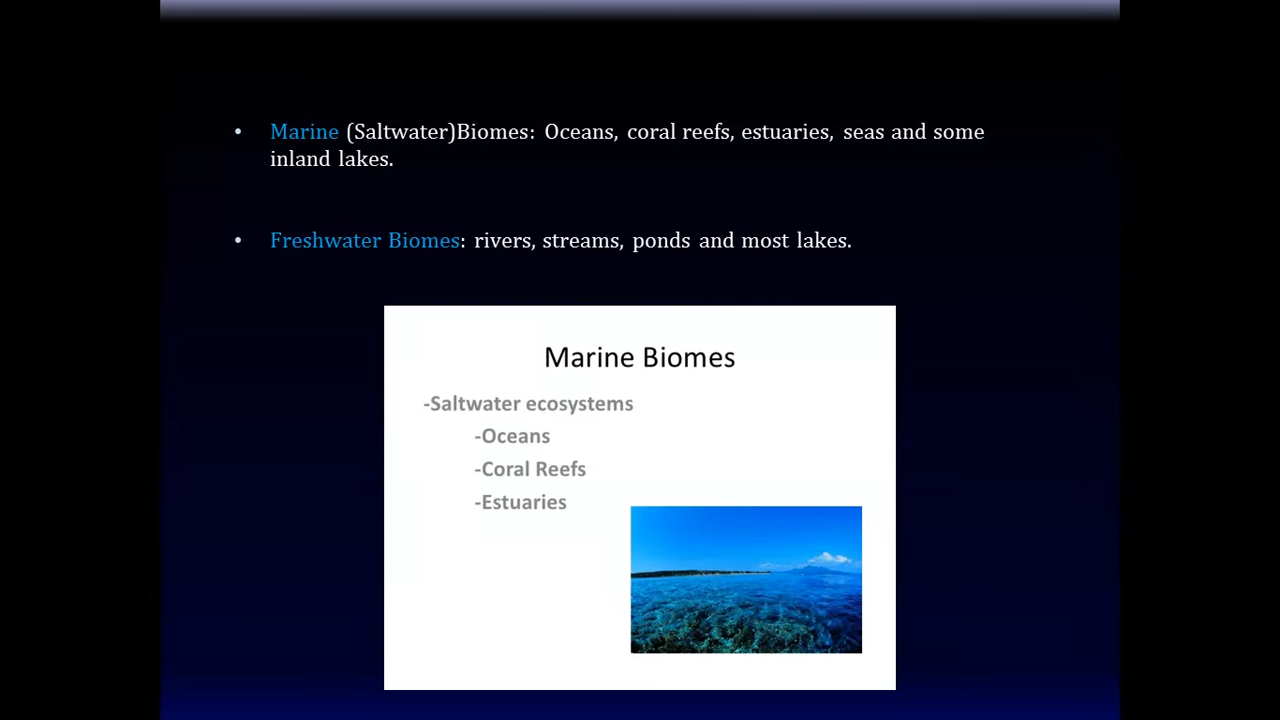 • Marine (Saltwater)Biomes: Oceans, coral reefs, estuaries, seas and some
inland lakes.
• Freshwater Biomes: rivers, streams, ponds and most lakes.
Marine Biomes
-Saltwater ecosystems
-Oceans
-Coral Reefs
-Estuaries